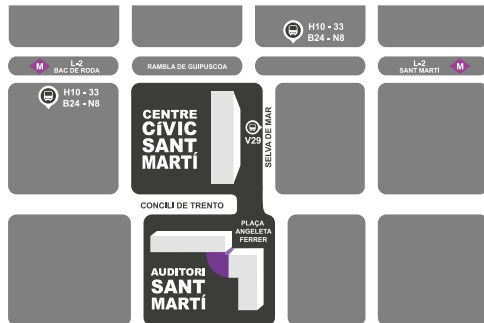 H10 - 33
B24 - N8
M
L-2
BAC DE RODA
RAMBLA DE GUIPUSCOA
L-2
SANT MARTÍ
M
H10 - 33
B24 - N8
CENTRE
CÍVIC
SANT
MARTÍ
V29
SELVA DE MAR
CONCILI DE TRENTO
PLAÇA
ANGELETA
FERRER
AUDITORI
SANT
MARTÍ